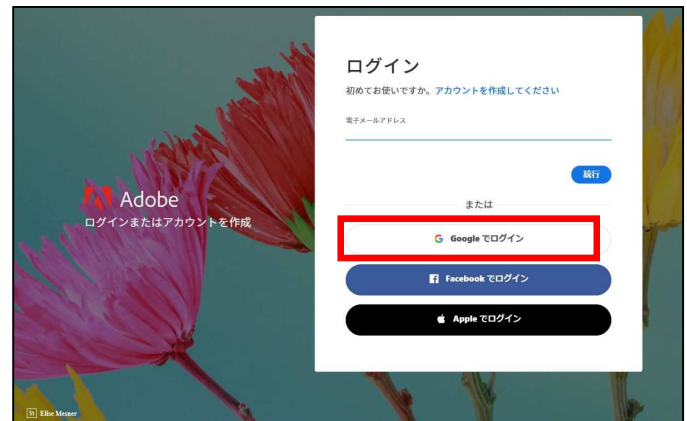 Adobe
ログインまたはアカウントを作成
ログイン
初めてお使いですか。アカウントを作成してください
電子メールアドレス
続行
または
Google でログイン
Facebook でログイン
Apple でログイン
St Elise Mesner